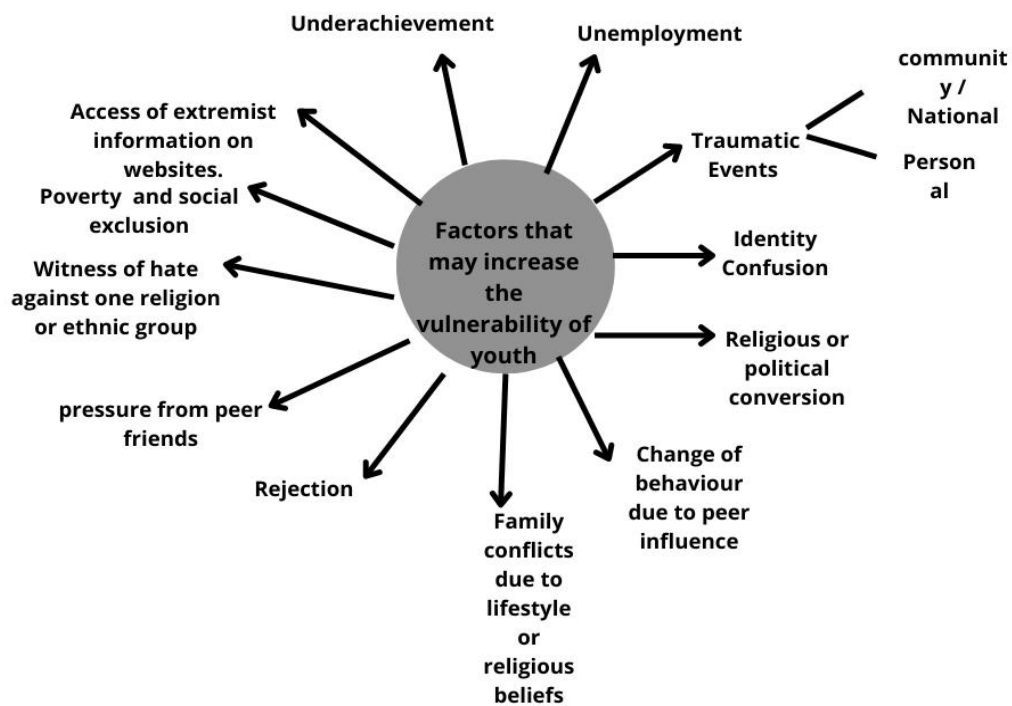 Underachievement
Unemployment
communit
y /
National
Access of extremist
information on
websites.
Traumatic
Events
Person
al
Poverty and social
exclusion
Factors that
may increase
the
vulnerability of
youth
Identity
Confusion
Witness of hate
against one religion
or ethnic group
Religious or
political
conversion
pressure from peer
friends
Change of
behaviour
due to peer
influence
Rejection
Family
conflicts
due to
lifestyle
or
religious
beliefs